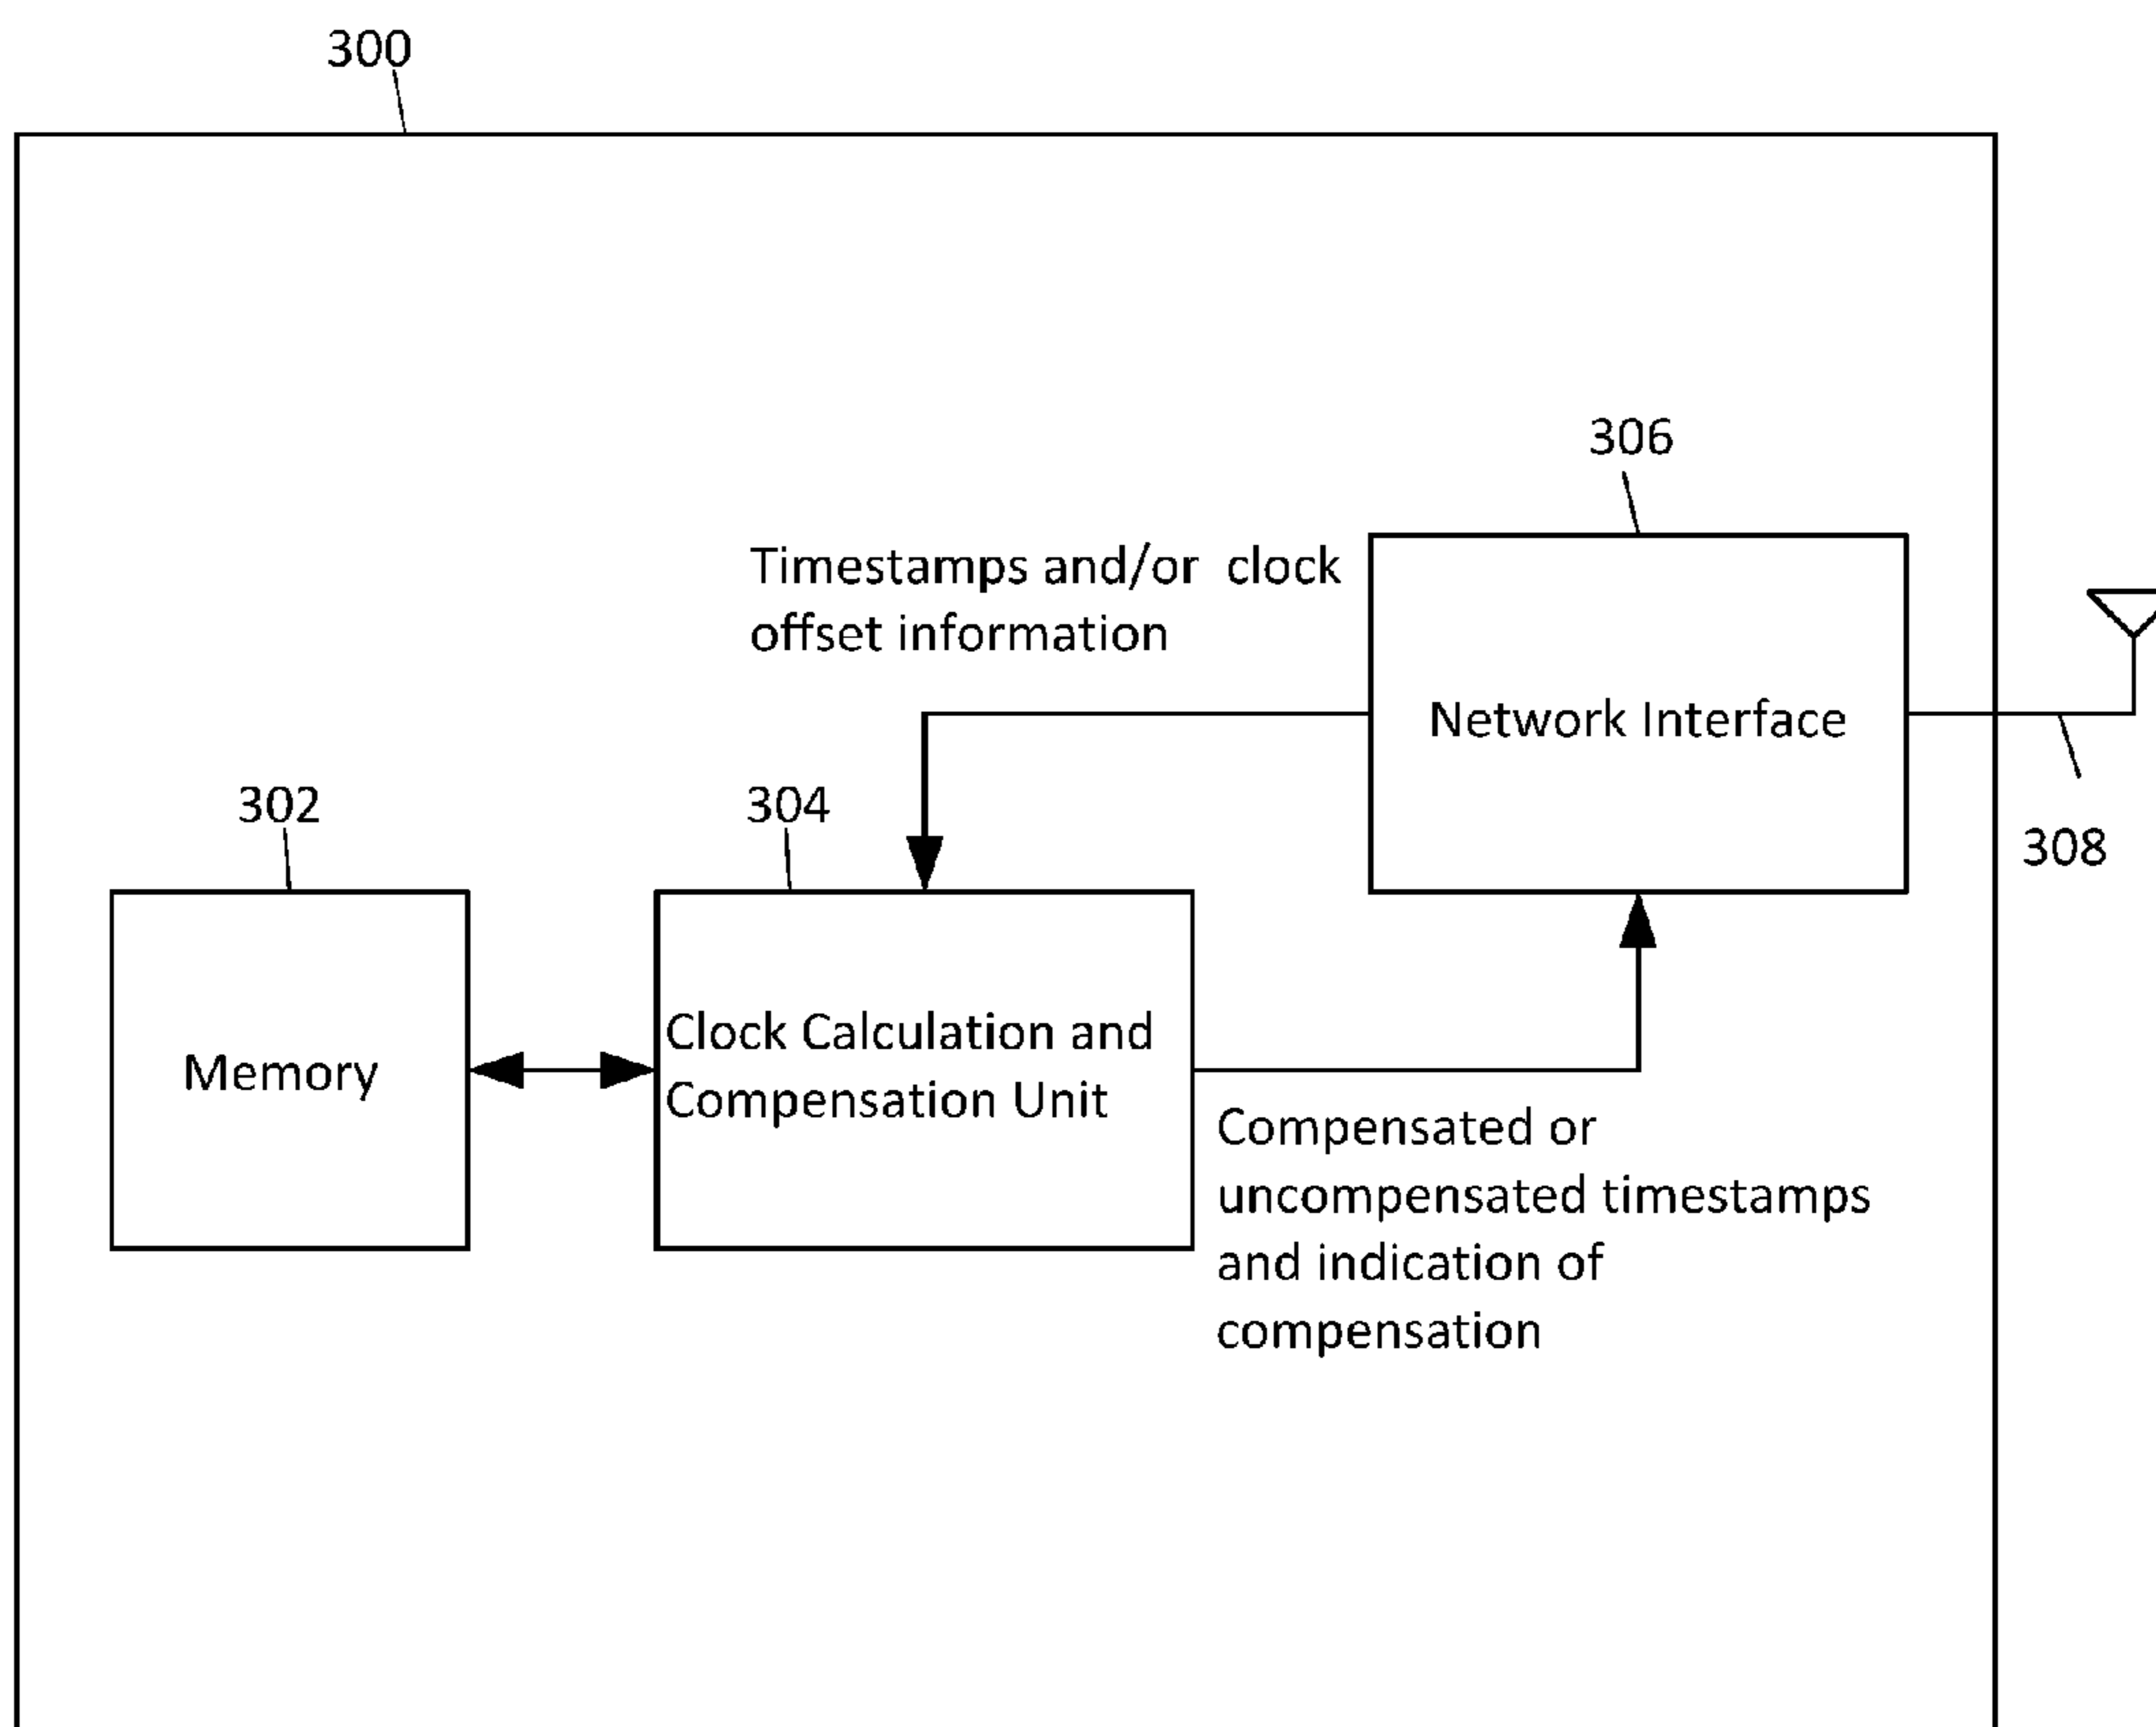 300
306
Timestamps and/or clock
offset information
Network Interface
302
304
308
Memory
Clock Calculation and
Compensation Unit
Compensated or
uncompensated timestamps
and indication of
compensation